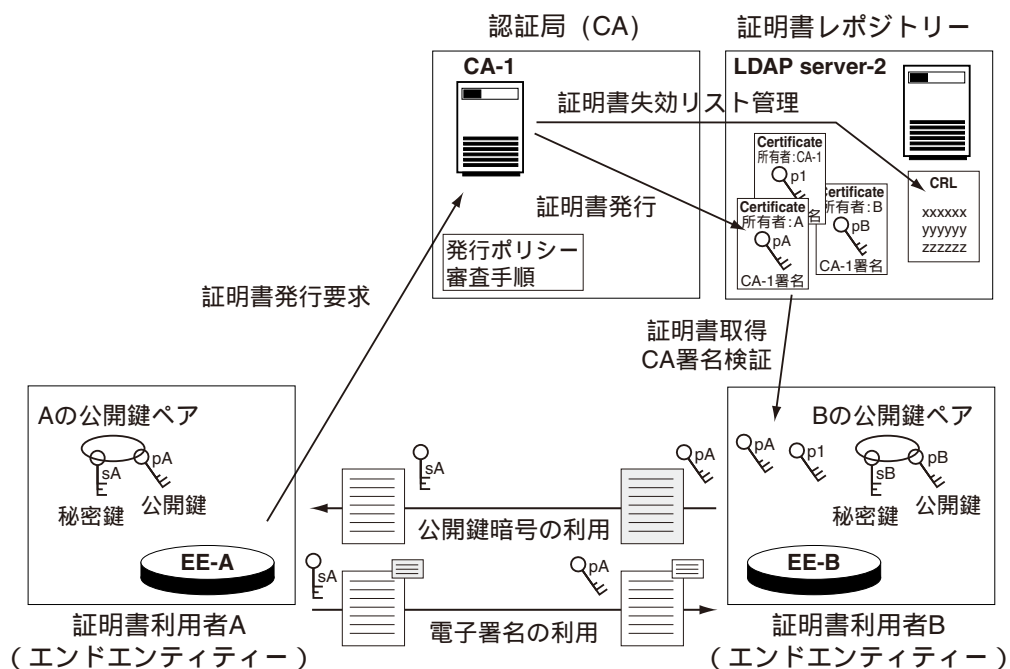 認証局 (CA)
証明書レポジトリー
CA-1
LDAP server-2
証明書失効リスト管理
Certificate
所有者:CA-1
p1
名
Certificate
所有者:A
pA
CA-1署名
ertificate
所有者:B
pB
CA-1署名
CRL
xxxxxx
yyyyyy
zzzzzz
証明書発行
発行ポリシー
審査手順
証明書発行要求
証明書取得
CA署名検証
Aの公開鍵ペア
sA
pA
秘密鍵
公開鍵
EE-A
sA
pA
公開鍵暗号の利用
sA
pA
電子署名の利用
Bの公開鍵ペア
pA
p1
sB
pB
秘密鍵
公開鍵
EE-B
証明書利用者A
(エンドエンティティー)
証明書利用者B
(エンドエンティティー)